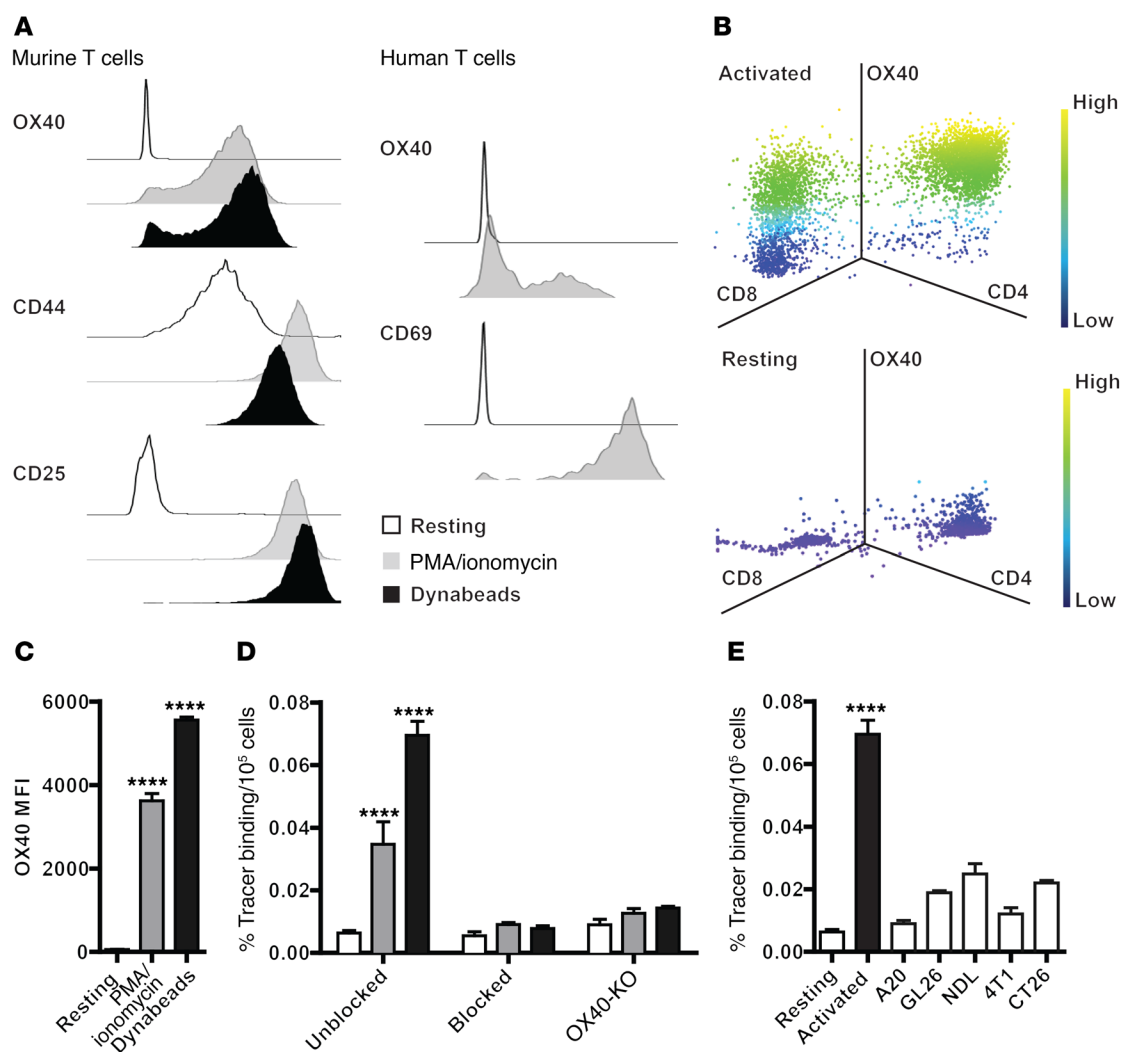 A
Murine T cells
Human T cells
OX40
CD44
CD25
OX40
CD69
Resting
PMA/ionomycin
Dynabeads
B
Activated
OX40
CD8
CD4
High
Low
Resting
OX40
CD8
CD4
High
Low
C
OX40 MFI
6000
4000
2000
0
****
****
Resting
PMA/
ionomycin
Dynabeads
D
% Tracer binding/10⁵ cells
0.08
0.06
0.04
0.02
0.00
****
****
Unblocked
Blocked
OX40-KO
E
% Tracer binding/10⁵ cells
0.08
0.06
0.04
0.02
0.00
****
Resting
Activated
A20
GL26
NDL
4T1
CT26